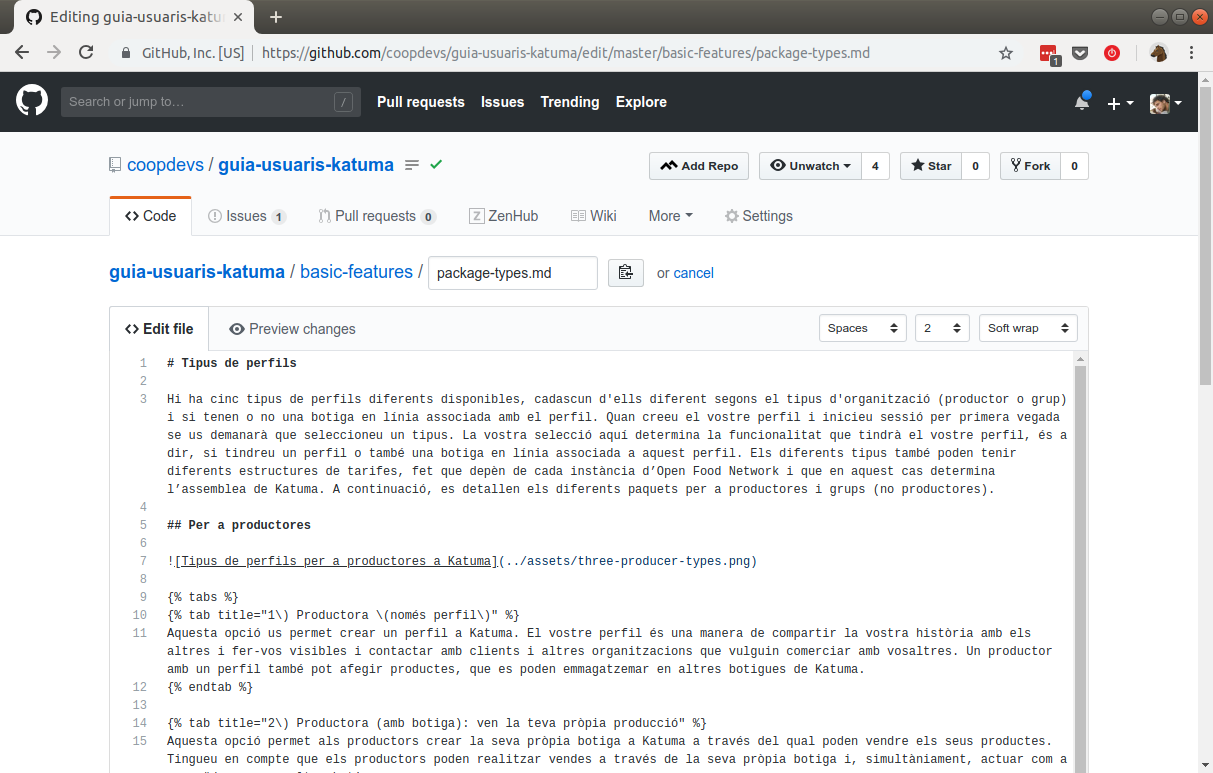 Editing guia-usuaris-katu
GitHub, Inc. [US] https://github.com/coopdevs/guia-usuaris-katuma/edit/master/basic-features/package-types.md
1
Search or jump to… / Pull requests Issues Trending Explore
coopdevs / guia-usuaris-katuma
Add Repo Unwatch 4 Star 0 Fork 0
Code Issues 1 Pull requests 0 ZenHub Wiki More Settings
guia-usuaris-katuma / basic-features / package-types.md or cancel
Edit file Preview changes Spaces 2 Soft wrap
1 # Tipus de perfils
2
3 Hi ha cinc tipus de perfils diferents disponibles, cadascun d'ells diferent segons el tipus d'organització (productor o grup)
i si tenen o no una botiga en línia associada amb el perfil. Quan creeu el vostre perfil i inicieu sessió per primera vegada
se us demanarà que seleccioneu un tipus. La vostra selecció aquí determina la funcionalitat que tindrà el vostre perfil, és a
dir, si tindreu un perfil o també una botiga en línia associada a aquest perfil. Els diferents tipus també poden tenir
diferents estructures de tarifes, fet que depèn de cada instància d’Open Food Network i que en aquest cas determina
l’assemblea de Katuma. A continuació, es detallen els diferents paquets per a productores i grups (no productores).
4
5 ## Per a productores
6
7 ![Tipus de perfils per a productores a Katuma](../assets/three-producer-types.png)
8
9 {% tabs %}
10 {% tab title="1\) Productora \(només perfil\)" %}
11 Aquesta opció us permet crear un perfil a Katuma. El vostre perfil és una manera de compartir la vostra història amb els
altres i fer-vos visibles i contactar amb clients i altres organitzacions que vulguin comerciar amb vosaltres. Un productor
amb un perfil també pot afegir productes, que es poden emmagatzemar en altres botigues de Katuma.
12 {% endtab %}
13
14 {% tab title="2\) Productora (amb botiga): ven la teva pròpia producció" %}
15 Aquesta opció permet als productors crear la seva pròpia botiga a Katuma a través del qual poden vendre els seus productes.
Tingueu en compte que els productors poden realitzar vendes a través de la seva pròpia botiga i, simultàniament, actuar com a